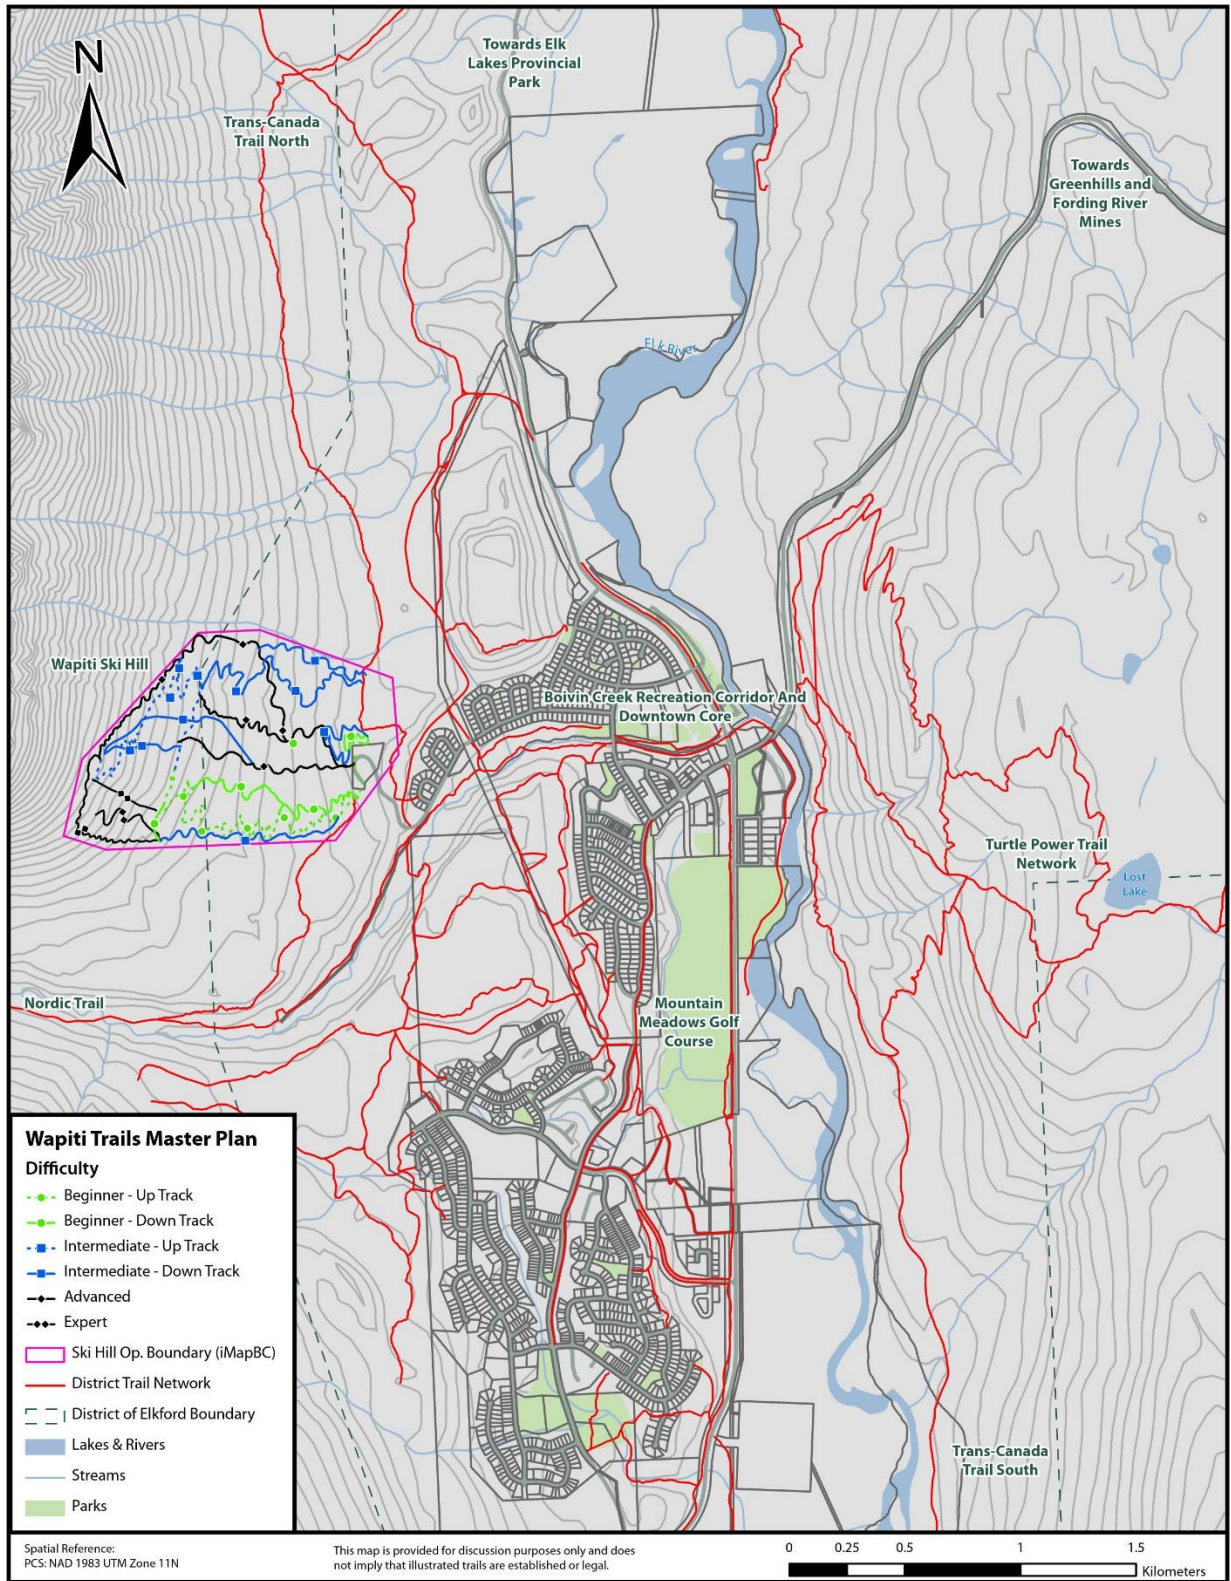 N
Towards Elk
Lakes Provincial
Park
Trans-Canada
Trail North
Towards
Greenhills and
Fording River
Mines
Elk River
Wapiti Ski Hill
Boivin Creek Recreation Corridor And
Downtown Core
Turtle Power Trail
Network
Lost
Lake
Nordic Trail
Mountain
Meadows Golf
Course
Wapiti Trails Master Plan
Difficulty
Beginner - Up Track
Beginner - Down Track
Intermediate - Up Track
Intermediate - Down Track
Advanced
Expert
Ski Hill Op. Boundary (iMapBC)
District Trail Network
District of Elkford Boundary
Lakes & Rivers
Streams
Parks
Trans-Canada
Trail South
Spatial Reference:
PCS: NAD 1983 UTM Zone 11N
This map is provided for discussion purposes only and does
not imply that illustrated trails are established or legal.
0 0.25 0.5 1 1.5
Kilometers